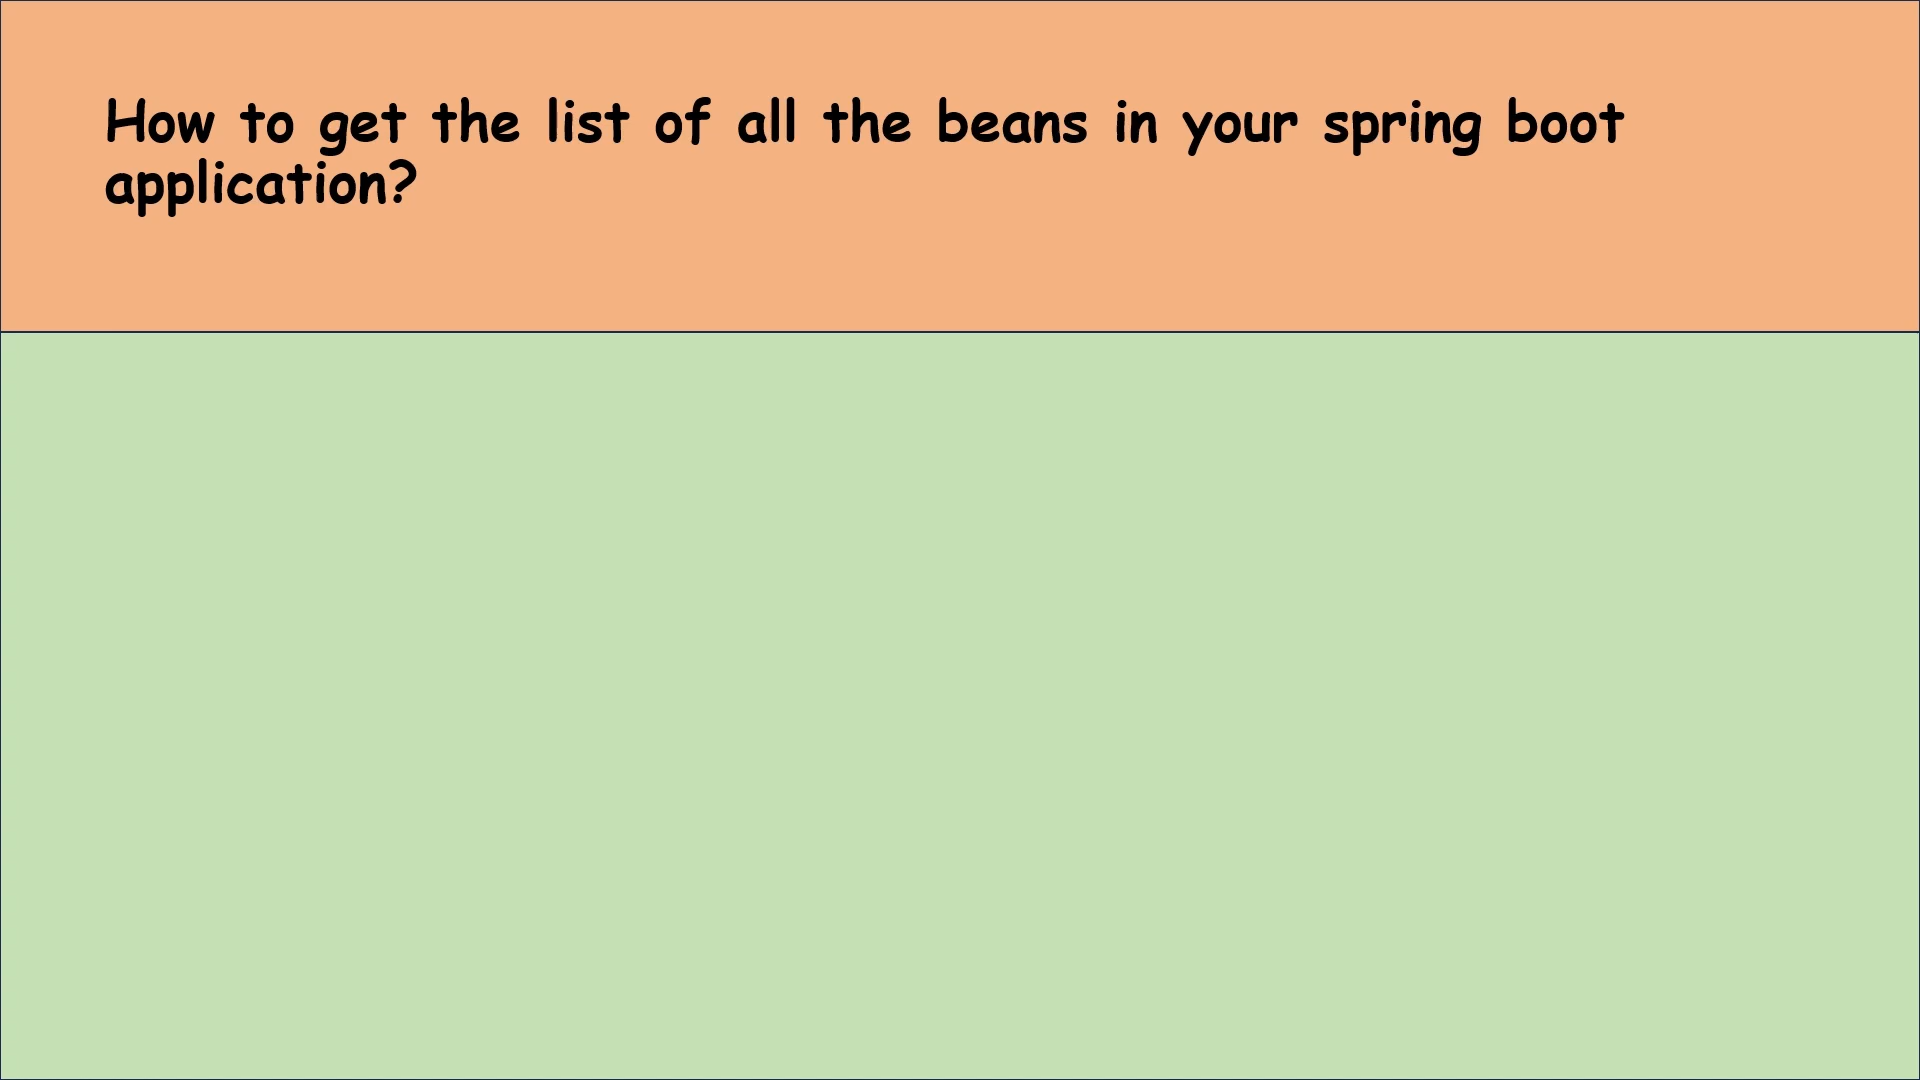 How to get the list of all the beans in your spring boot
application?